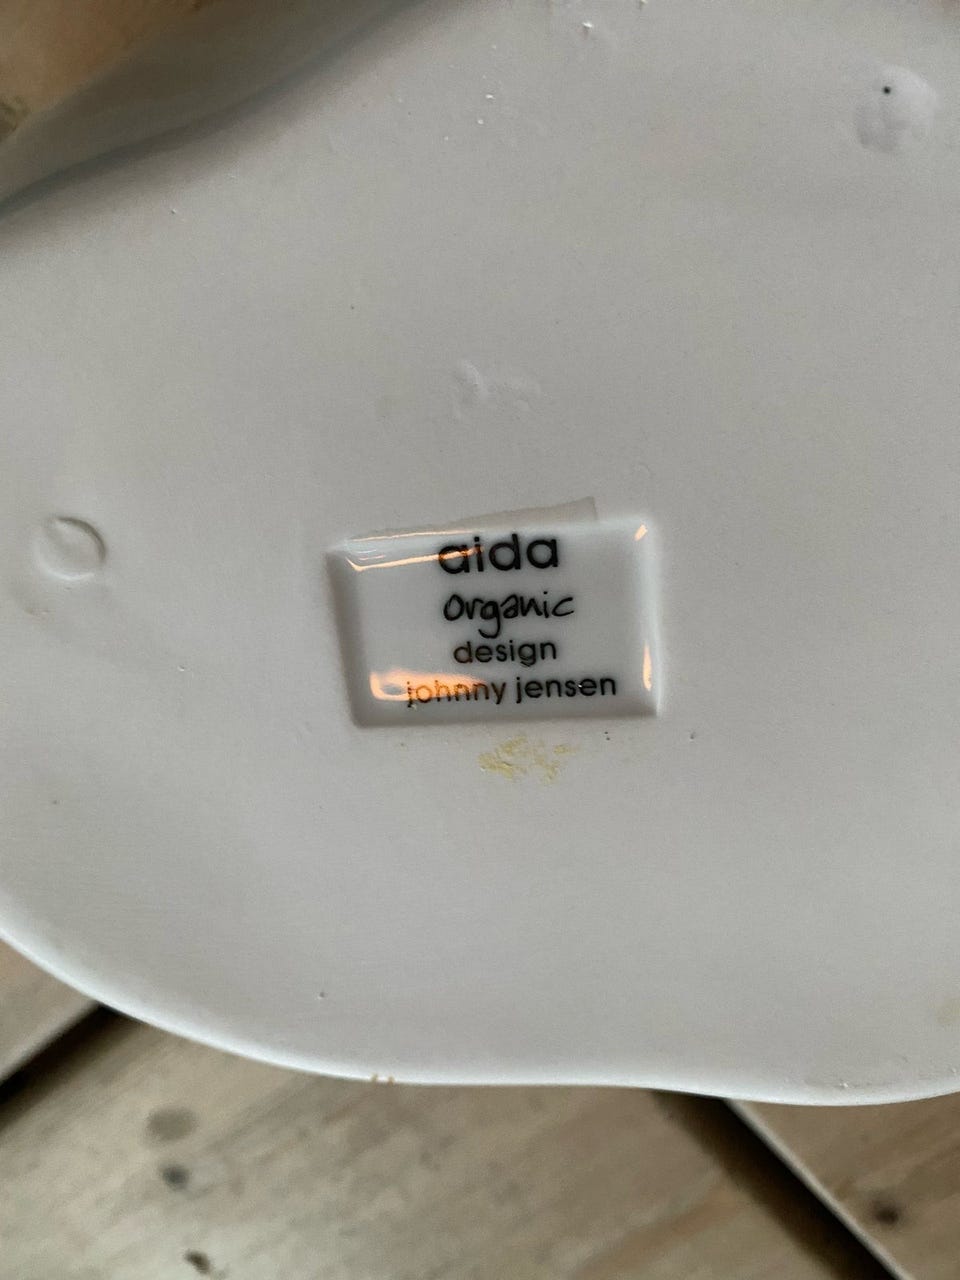 aida
organic
design
johnny jensen